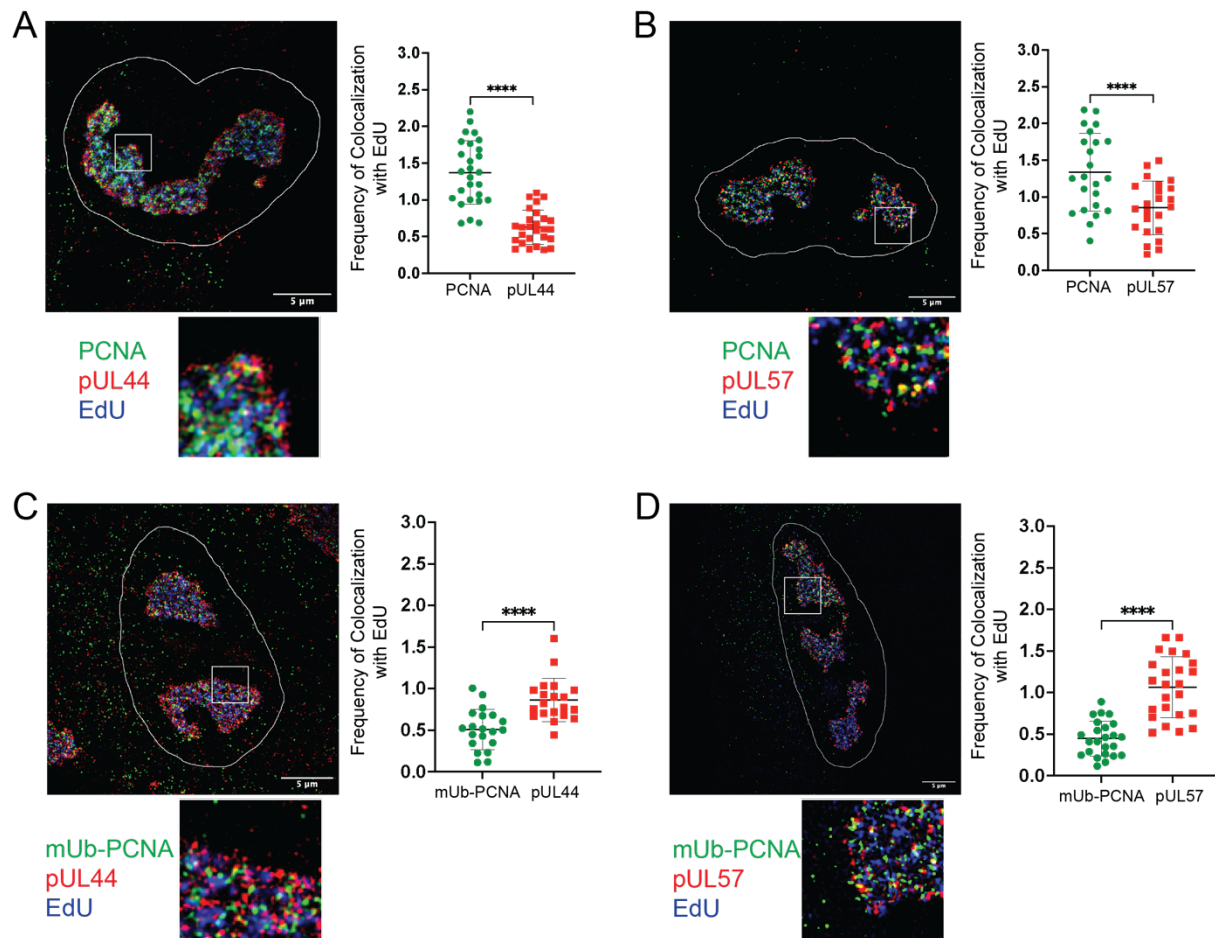 A
Frequency of Colocalization
with EdU
3.0
2.5
2.0
1.5
1.0
0.5
0.0
****
PCNA pUL44
5 µm
PCNA
pUL44
EdU
B
Frequency of Colocalization
with EdU
3.0
2.5
2.0
1.5
1.0
0.5
0.0
****
PCNA pUL57
5 µm
PCNA
pUL57
EdU
C
Frequency of Colocalization
with EdU
3.0
2.5
2.0
1.5
1.0
0.5
0.0
****
mUb-PCNA pUL44
5 µm
mUb-PCNA
pUL44
EdU
D
Frequency of Colocalization
with EdU
3.0
2.5
2.0
1.5
1.0
0.5
0.0
****
mUb-PCNA pUL57
5 µm
mUb-PCNA
pUL57
EdU